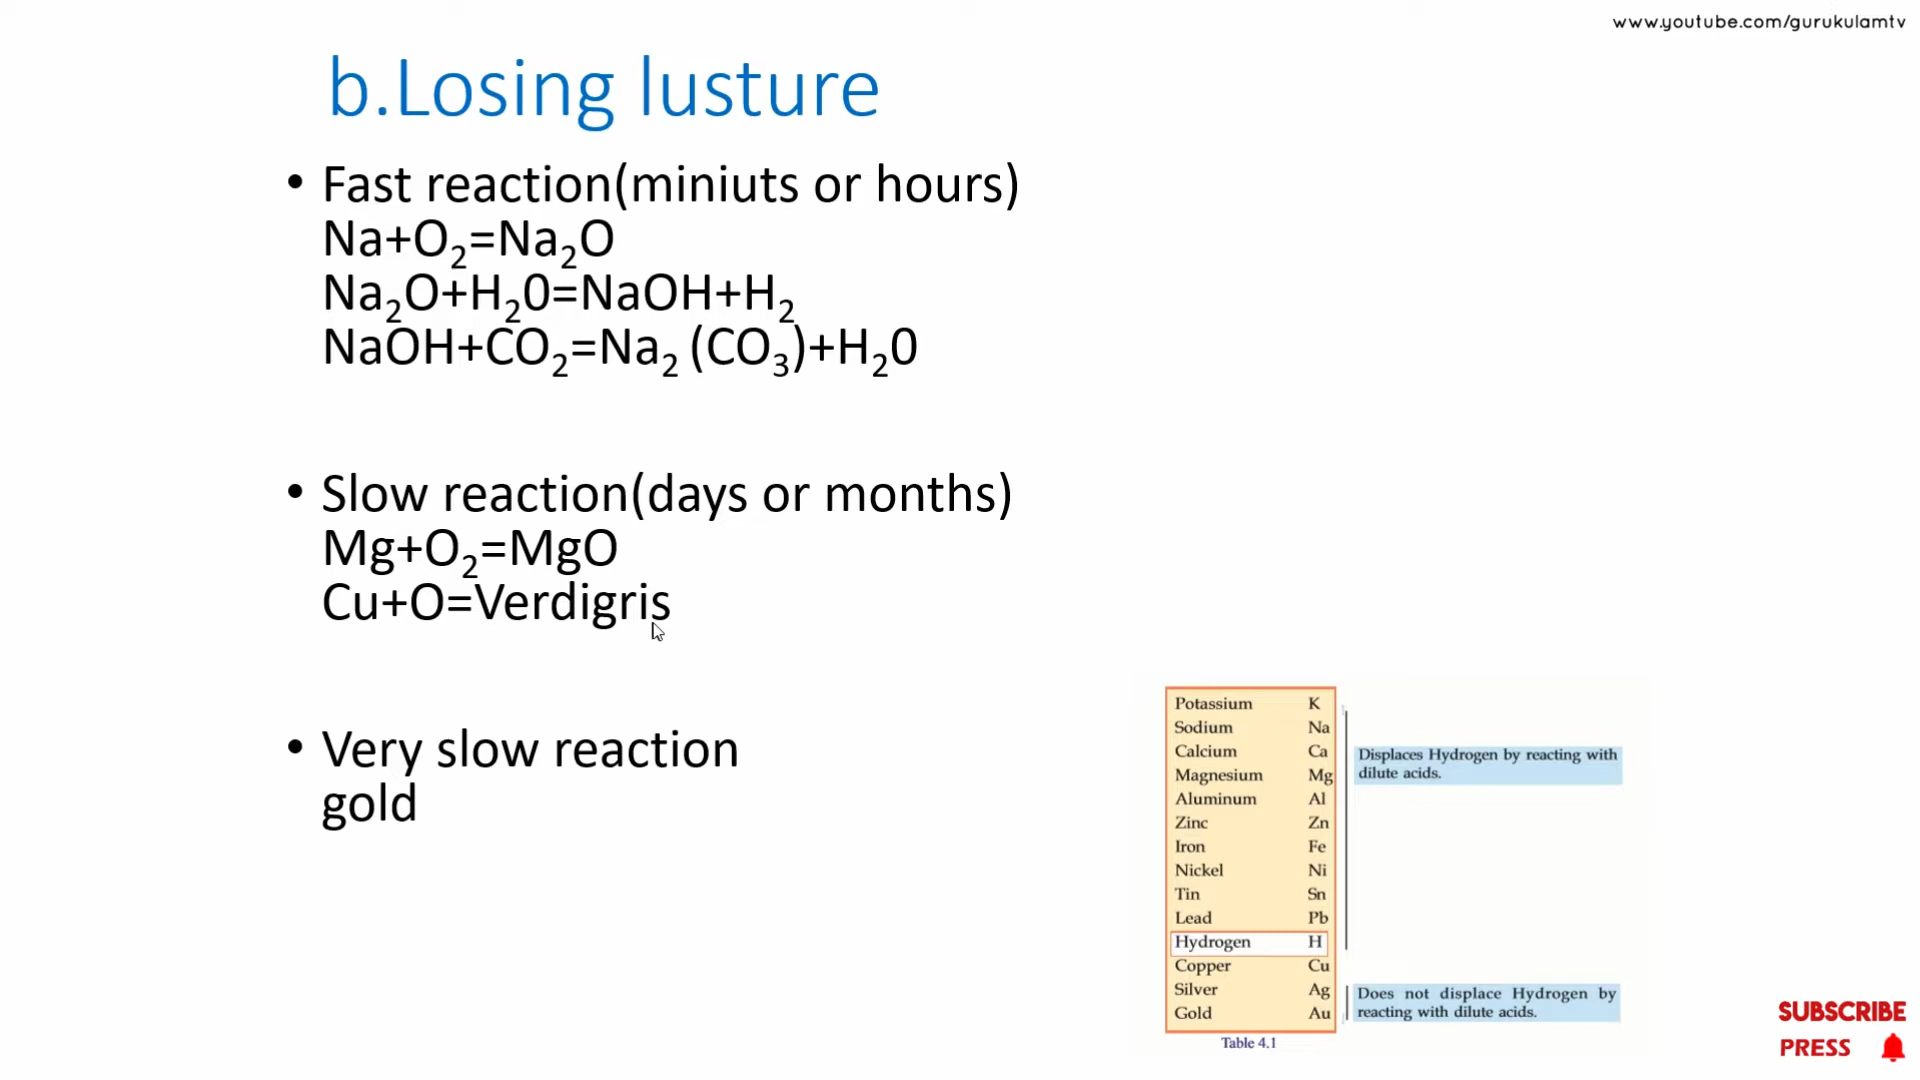 www.youtube.com/gurukulamtv
b.Losing lusture
• Fast reaction(miniuts or hours)
Na+O₂=Na₂O
Na₂O+H₂0=NaOH+H₂
NaOH+CO₂=Na₂ (CO₃)+H₂0
• Slow reaction(days or months)
Mg+O₂=MgO
Cu+O=Verdigris
• Very slow reaction
gold
Potassium K
Sodium Na
Calcium Ca
Magnesium Mg
Aluminum Al
Zinc Zn
Iron Fe
Nickel Ni
Tin Sn
Lead Pb
Hydrogen H
Copper Cu
Silver Ag
Gold Au
Displaces Hydrogen by reacting with
dilute acids.
Does not displace Hydrogen by
reacting with dilute acids.
Table 4.1
SUBSCRIBE
PRESS